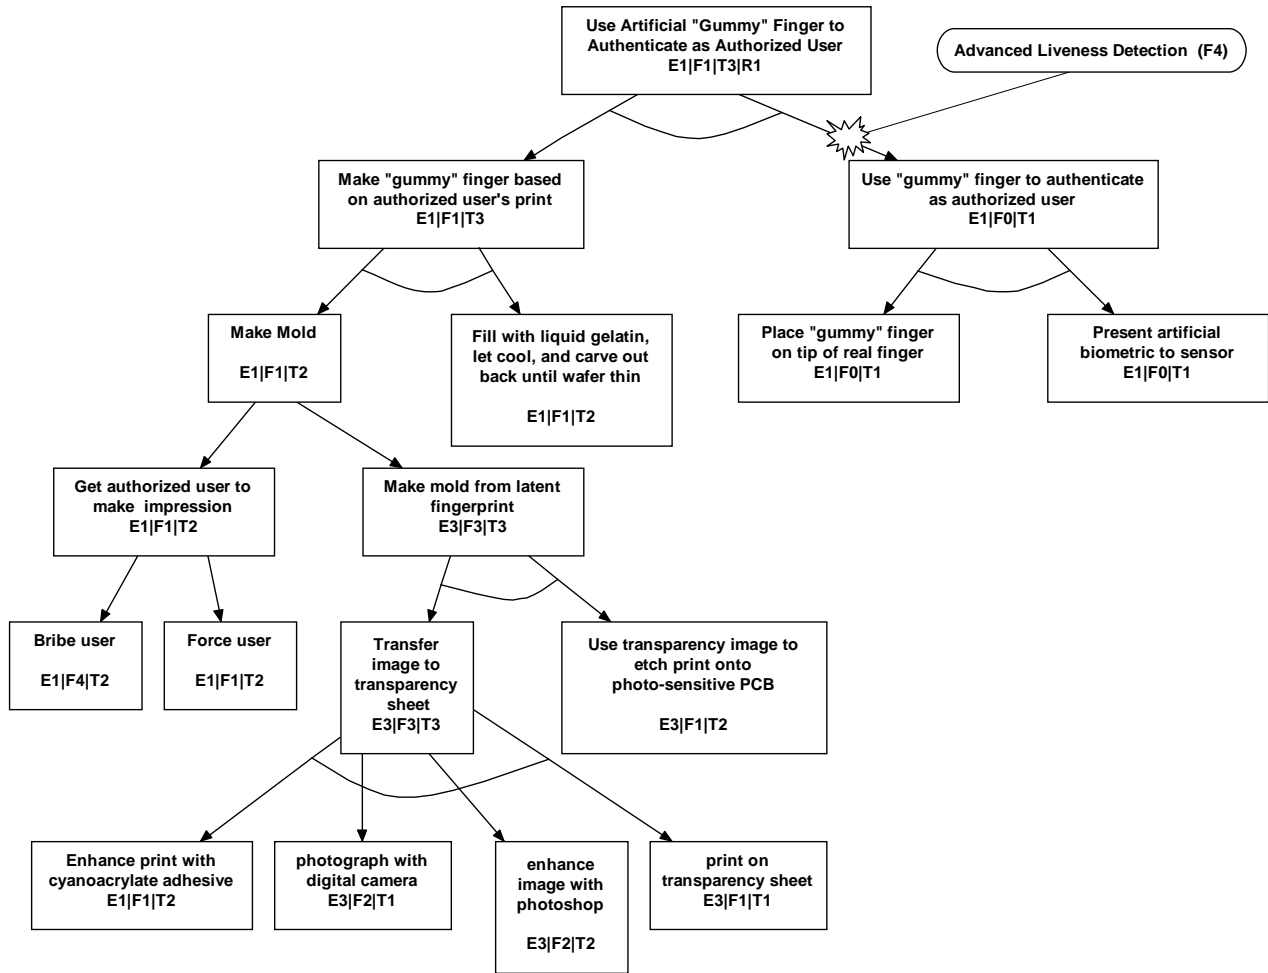 Use Artificial "Gummy" Finger to
Authenticate as Authorized User
E1|F1|T3|R1
Advanced Liveness Detection  (F4)
Make "gummy" finger based
on authorized user's print
E1|F1|T3
Use "gummy" finger to authenticate
as authorized user
E1|F0|T1
Make Mold
E1|F1|T2
Fill with liquid gelatin,
let cool, and carve out
back until wafer thin
E1|F1|T2
Place "gummy" finger
on tip of real finger
E1|F0|T1
Present artificial
biometric to sensor
E1|F0|T1
Get authorized user to
make  impression
E1|F1|T2
Make mold from latent
fingerprint
E3|F3|T3
Bribe user
E1|F4|T2
Force user
E1|F1|T2
Transfer
image to
transparency
sheet
E3|F3|T3
Use transparency image to
etch print onto
photo-sensitive PCB
E3|F1|T2
Enhance print with
cyanoacrylate adhesive
E1|F1|T2
photograph with
digital camera
E3|F2|T1
enhance
image with
photoshop
E3|F2|T2
print on
transparency sheet
E3|F1|T1